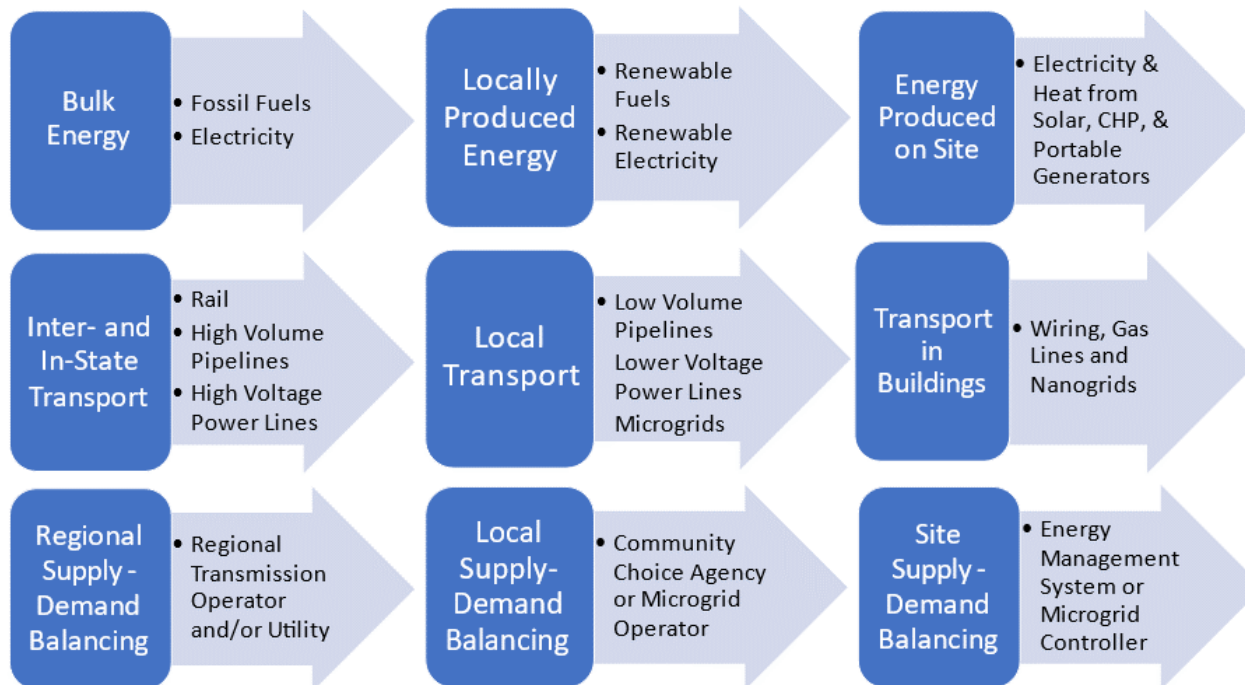 Bulk
Energy
• Fossil Fuels
• Electricity
Locally
Produced
Energy
• Renewable
Fuels
• Renewable
Electricity
Energy
Produced
on Site
• Electricity &
Heat from
Solar, CHP, &
Portable
Generators
Inter- and
In-State
Transport
• Rail
• High Volume
Pipelines
• High Voltage
Power Lines
Local
Transport
• Low Volume
Pipelines
Lower Voltage
Power Lines
Microgrids
Transport
in
Buildings
• Wiring, Gas
Lines and
Nanogrids
Regional
Supply -
Demand
Balancing
• Regional
Transmission
Operator
and/or Utility
Local
Supply-
Demand
Balancing
• Community
Choice Agency
or Microgrid
Operator
Site
Supply -
Demand
Balancing
• Energy
Management
System or
Microgrid
Controller